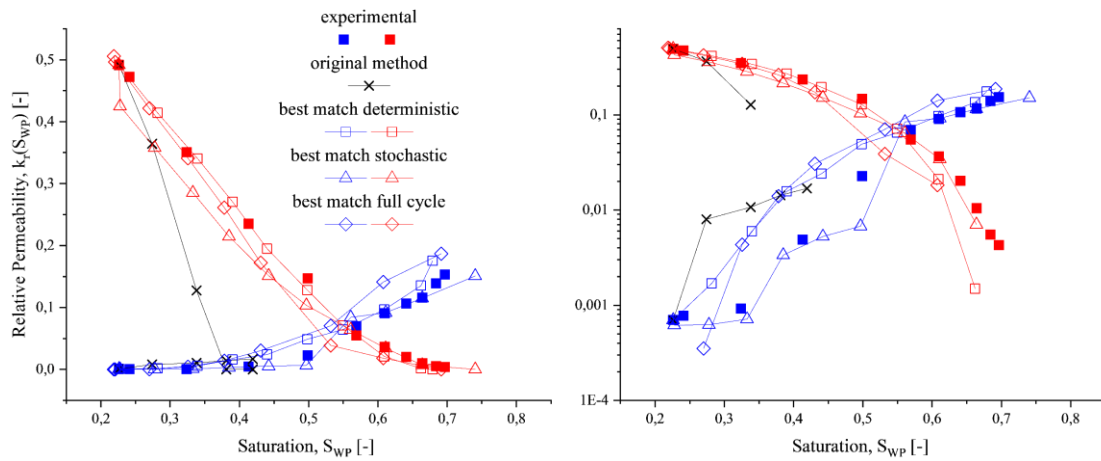 experimental
original method
best match deterministic
best match stochastic
best match full cycle
Relative Permeability, kr(SWP) [-]
0,5
0,4
0,3
0,2
0,1
0,0
0,2 0,3 0,4 0,5 0,6 0,7 0,8
Saturation, SWP [-]
0,1
0,01
0,001
1E-4
0,2 0,3 0,4 0,5 0,6 0,7 0,8
Saturation, SWP [-]